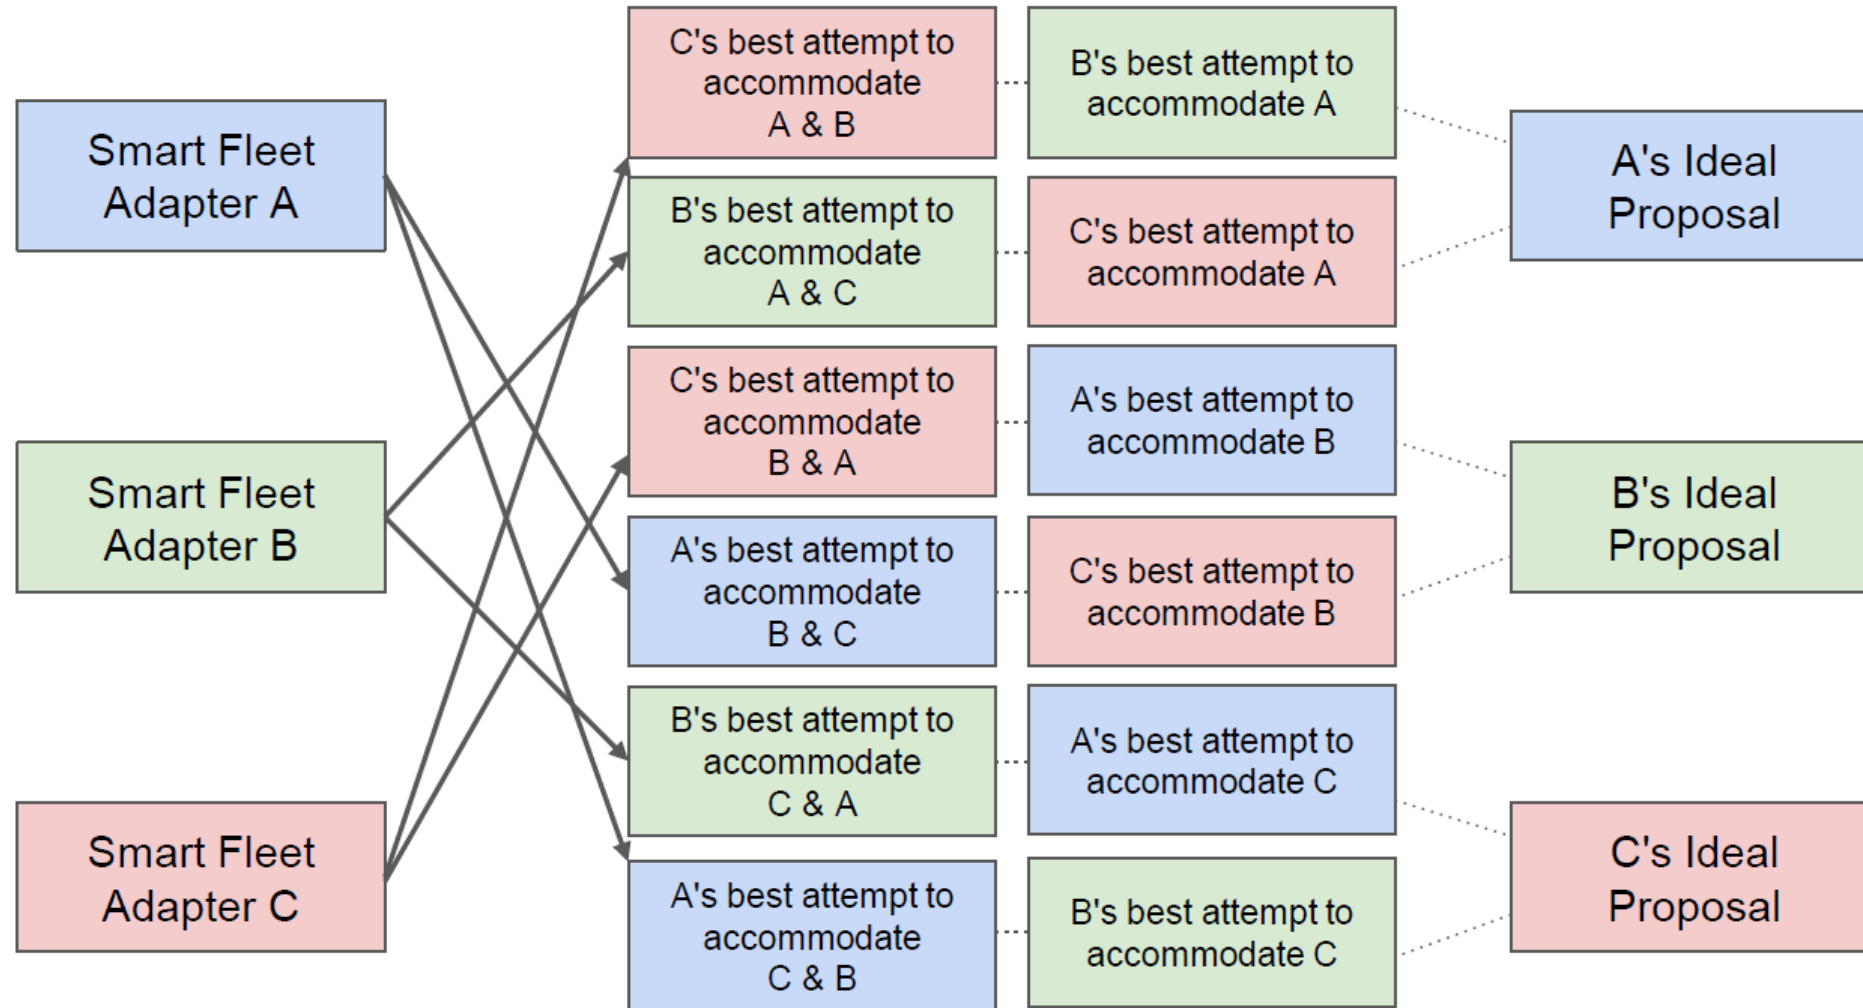 Smart Fleet
Adapter A
Smart Fleet
Adapter B
Smart Fleet
Adapter C
C's best attempt to
accommodate
A & B
B's best attempt to
accommodate
A & C
C's best attempt to
accommodate
B & A
A's best attempt to
accommodate
B & C
B's best attempt to
accommodate
C & A
A's best attempt to
accommodate
C & B
B's best attempt to
accommodate A
C's best attempt to
accommodate A
A's best attempt to
accommodate B
C's best attempt to
accommodate B
A's best attempt to
accommodate C
B's best attempt to
accommodate C
A's Ideal
Proposal
B's Ideal
Proposal
C's Ideal
Proposal